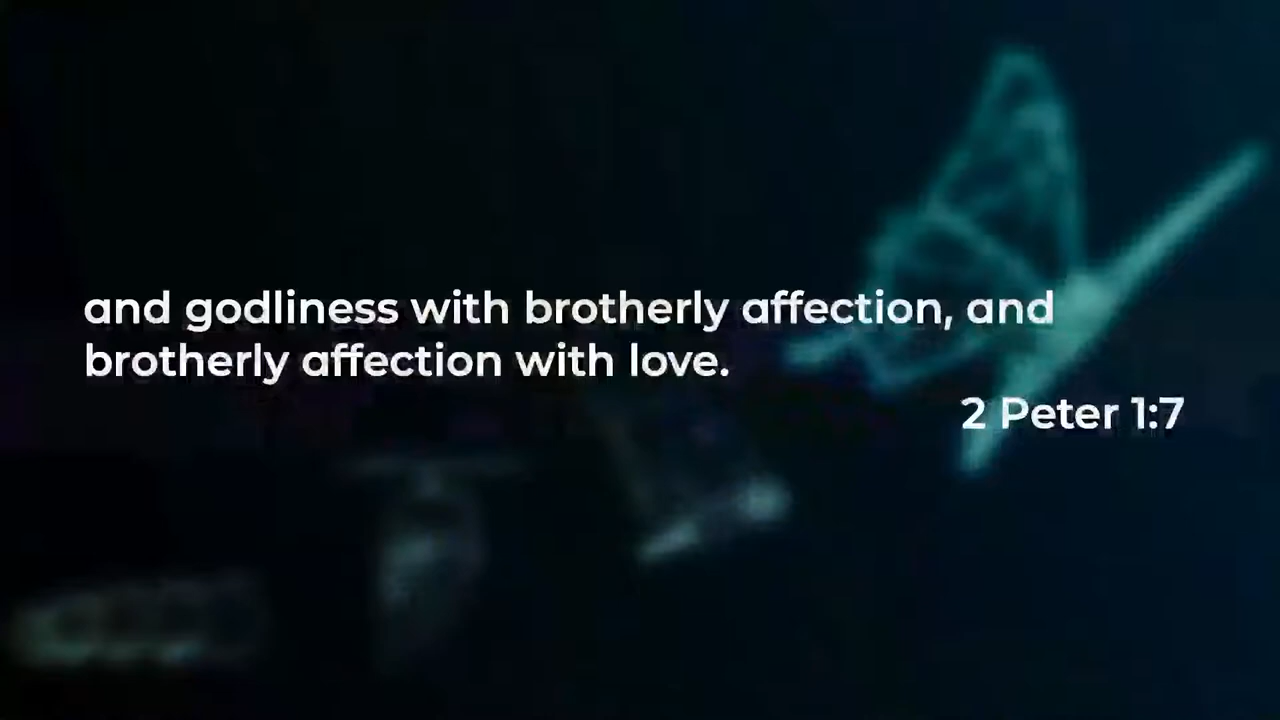 and godliness with brotherly affection, and
brotherly affection with love.
2 Peter 1:7